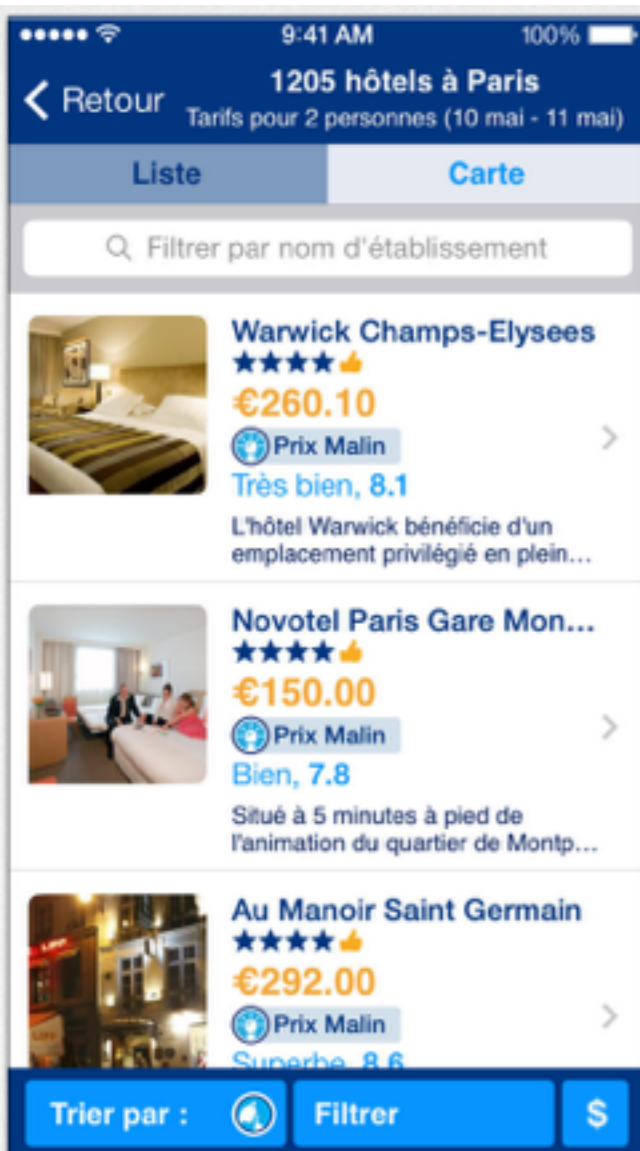 9:41 AM
100%
Retour
1205 hôtels à Paris
Tarifs pour 2 personnes (10 mai - 11 mai)
Liste
Carte
Filtrer par nom d'établissement
Warwick Champs-Elysees
€260.10
Prix Malin
Très bien, 8.1
L'hôtel Warwick bénéficie d'un
emplacement privilégié en plein...
Novotel Paris Gare Mon...
€150.00
Prix Malin
Bien, 7.8
Situé à 5 minutes à pied de
l'animation du quartier de Montp...
Au Manoir Saint Germain
€292.00
Prix Malin
Superbe, 8.6
Trier par :
Filtrer
$